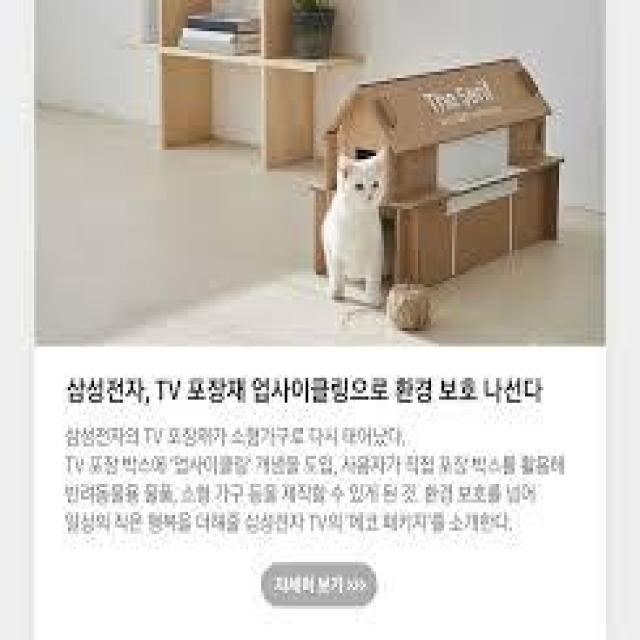 The Serif
삼성전자, TV 포장재 업사이클링으로 환경 보호 나선다
삼성전자의 TV 포장재가 소형가구로 다시 태어났다.
TV 포장 박스에 '업사이클링' 개념을 도입, 사용자가 직접 포장 박스를 활용해
반려동물용 물품, 소형 가구 등을 제작할 수 있게 된 것. 환경 보호를 넘어
일상의 작은 행복을 더해줄 삼성전자 TV의 '에코 패키지'를 소개한다.
자세히 보기 >>>